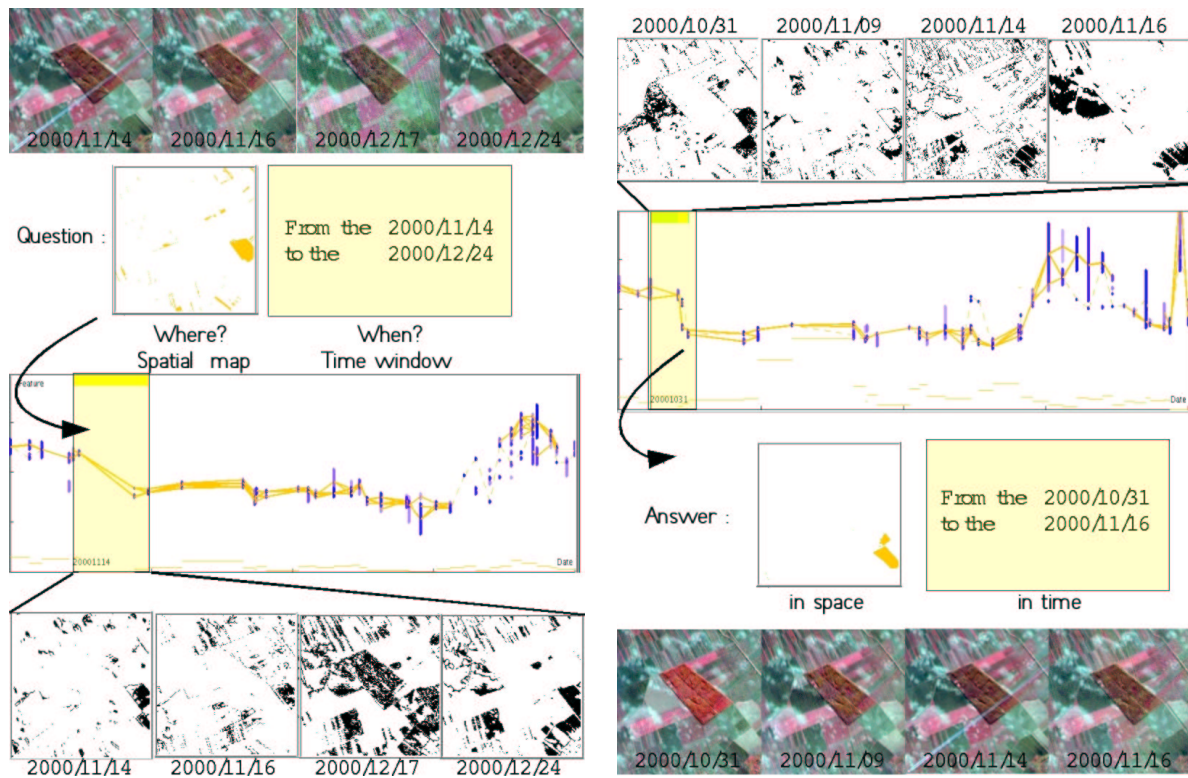 2000/11/14 2000/11/16 2000/12/17 2000/12/24
Question :
From the 2000/11/14
to the 2000/12/24
Where?
Spatial map
When?
Time window
Feature
20001114
Date
2000/11/14 2000/11/16 2000/12/17 2000/12/24
2000/10/31 2000/11/09 2000/11/14 2000/11/16
20001031
Date
Answer :
From the 2000/10/31
to the 2000/11/16
in space
in time
2000/10/31 2000/11/09 2000/11/14 2000/11/16